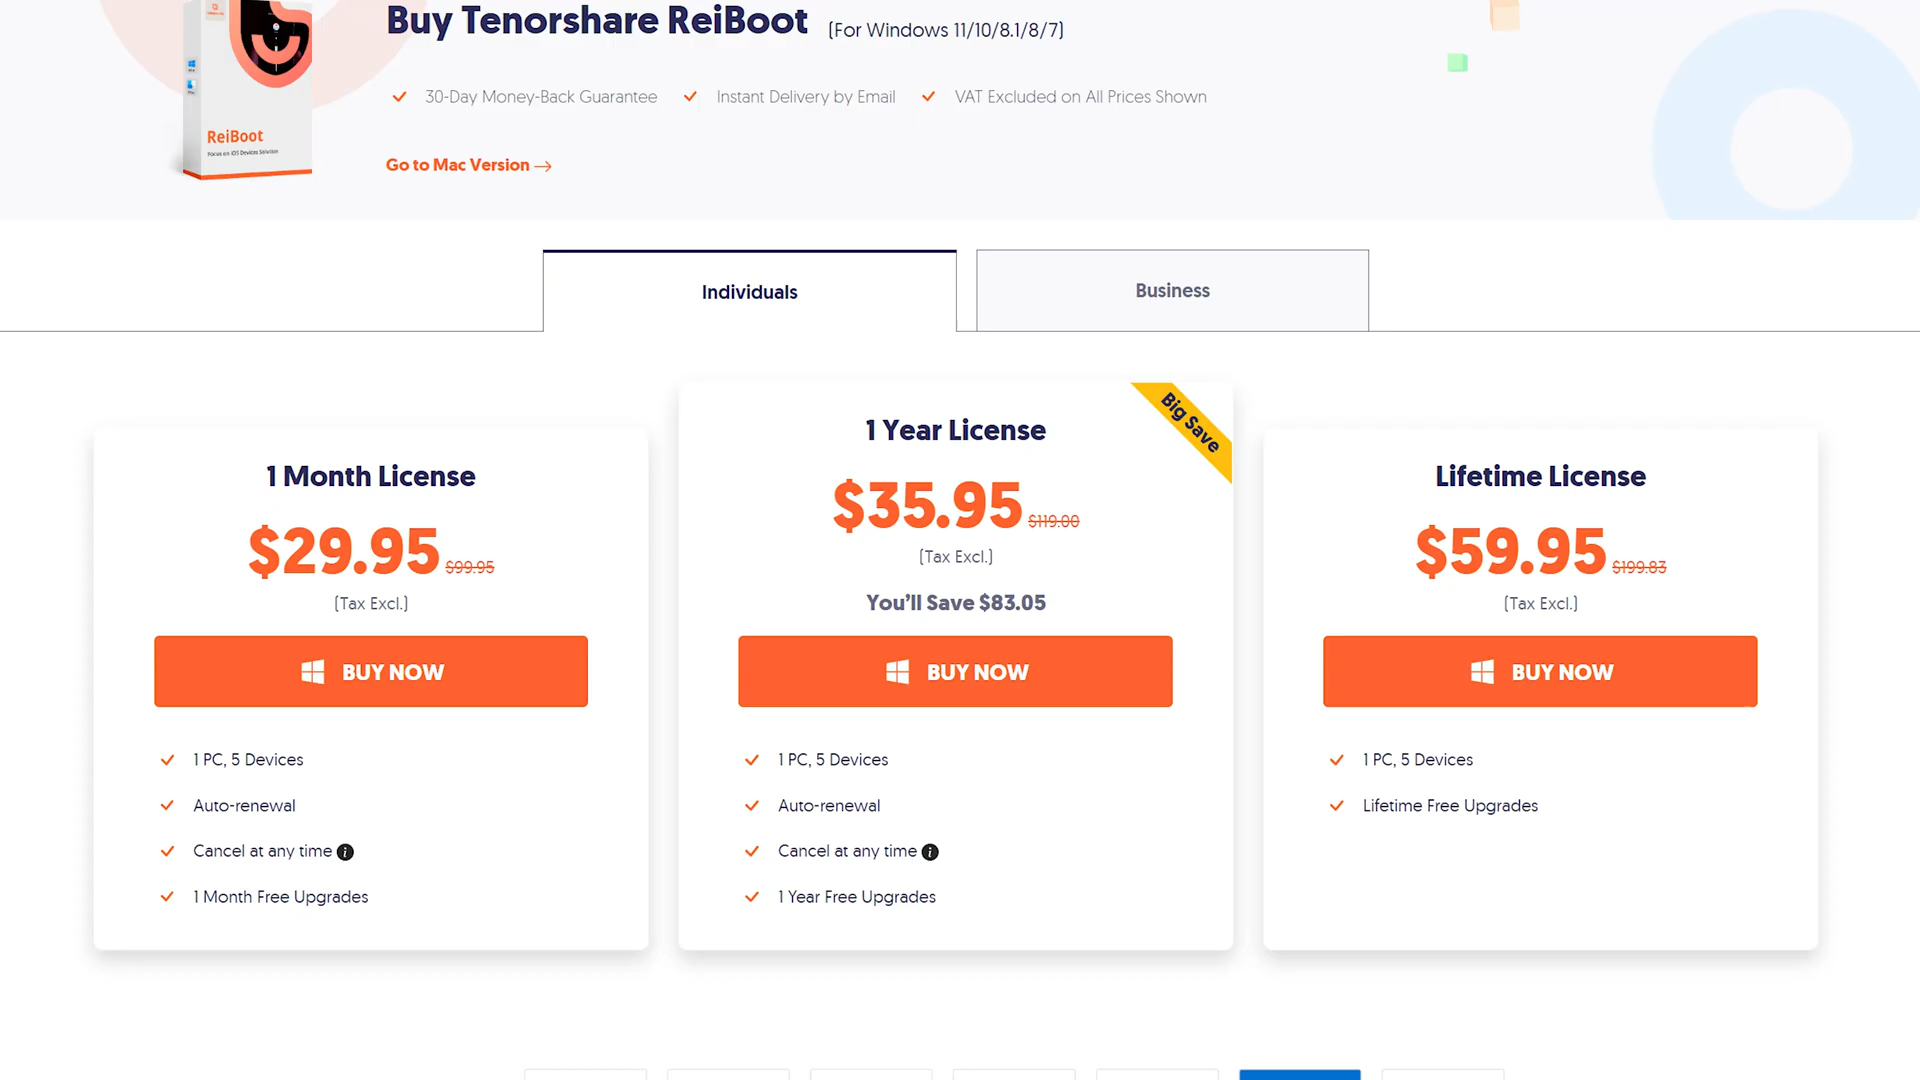 Buy Tenorshare ReiBoot (For Windows 11/10/8.1/8/7)
30-Day Money-Back Guarantee
Instant Delivery by Email
VAT Excluded on All Prices Shown
ReiBoot
Focus on iOS Devices Solution
Go to Mac Version
Individuals
Business
1 Month License
$29.95 $99.95
(Tax Excl.)
BUY NOW
1 PC, 5 Devices
Auto-renewal
Cancel at any time
1 Month Free Upgrades
Big Save
1 Year License
$35.95 $119.00
(Tax Excl.)
You'll Save $83.05
BUY NOW
1 PC, 5 Devices
Auto-renewal
Cancel at any time
1 Year Free Upgrades
Lifetime License
$59.95 $199.83
(Tax Excl.)
BUY NOW
1 PC, 5 Devices
Lifetime Free Upgrades